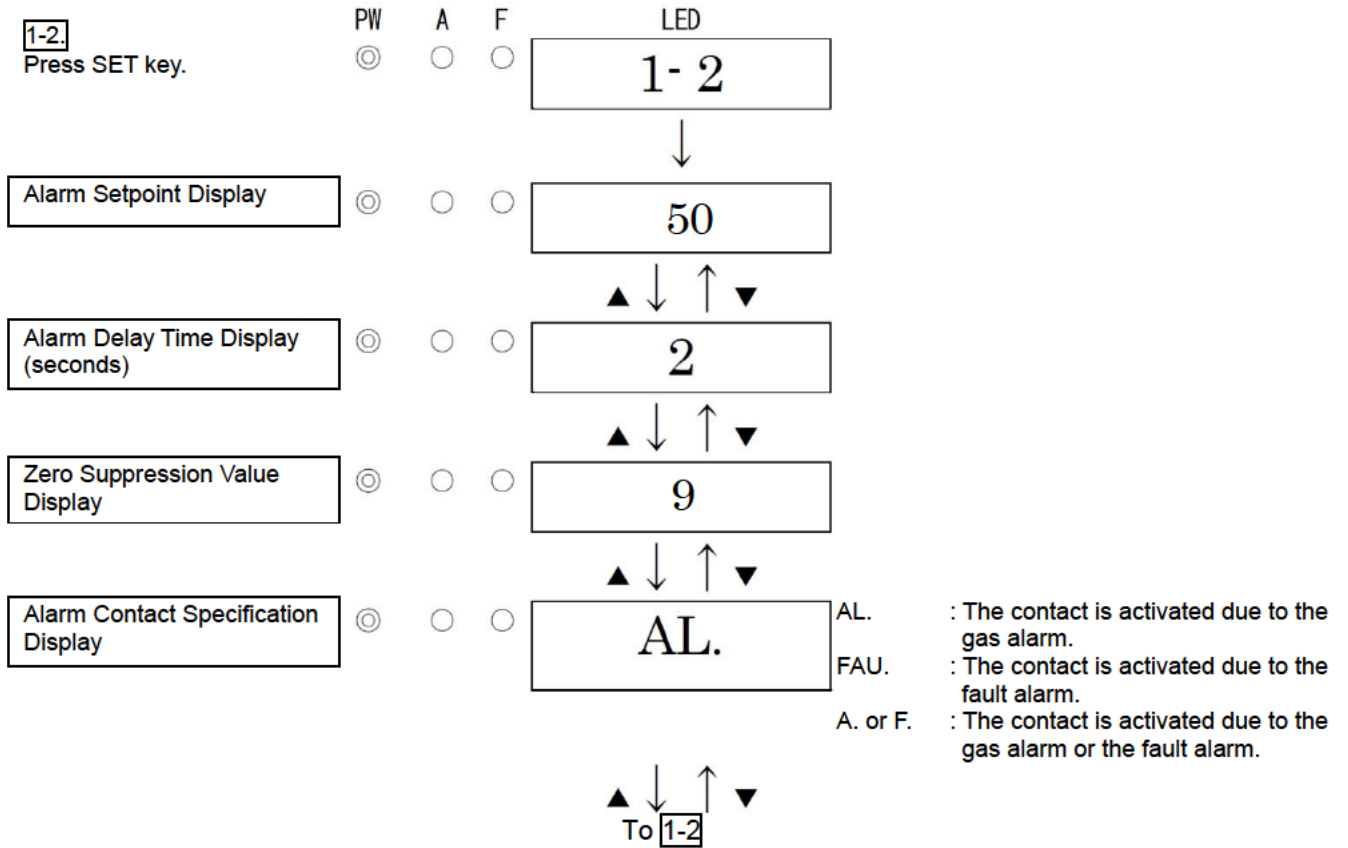 PW A F LED
1-2.
Press SET key.
1- 2
Alarm Setpoint Display
50
▲ ↓ ↑ ▼
Alarm Delay Time Display
(seconds)
2
▲ ↓ ↑ ▼
Zero Suppression Value
Display
9
▲ ↓ ↑ ▼
Alarm Contact Specification
Display
AL.
AL. : The contact is activated due to the
gas alarm.
FAU. : The contact is activated due to the
fault alarm.
A. or F. : The contact is activated due to the
gas alarm or the fault alarm.
▲ ↓ ↑ ▼
To 1-2